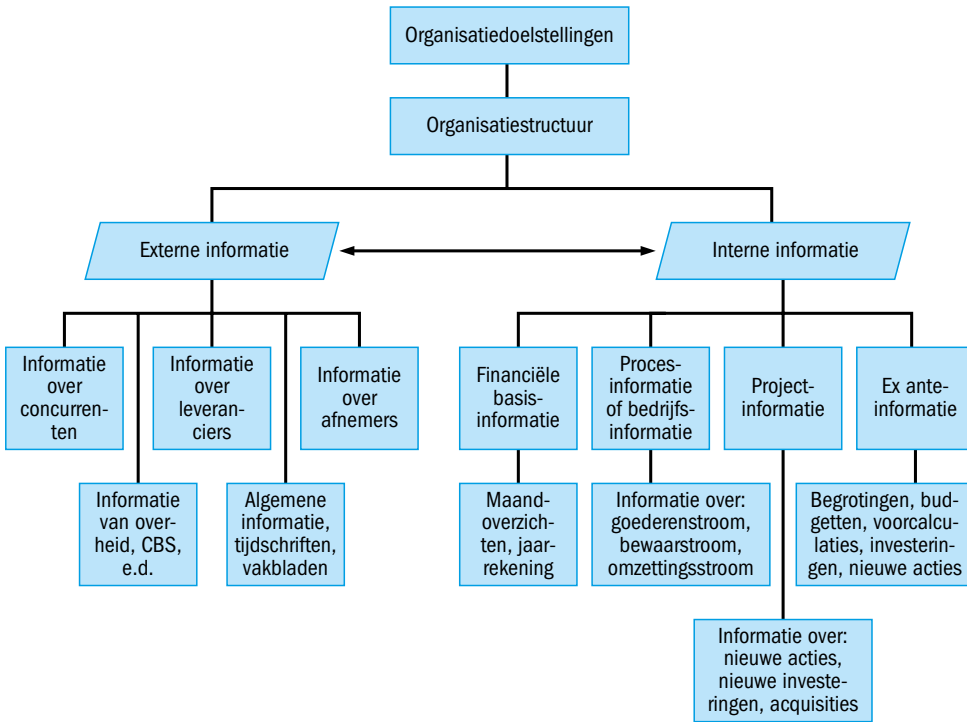 Organisatiedoelstellingen
Organisatiestructuur
Externe informatie
Interne informatie
Informatie
over
concurren-
ten
Informatie
over
leveran-
ciers
Informatie
over
afnemers
Financiële
basis-
informatie
Proces-
informatie
of bedrijfs-
informatie
Project-
informatie
Ex ante-
informatie
Informatie
van over-
heid, CBS,
e.d.
Algemene
informatie,
tijdschriften,
vakbladen
Maand-
overzich-
ten, jaar-
rekening
Informatie over:
goederenstroom,
bewaarstroom,
omzettingsstroom
Begrotingen, bud-
getten, voorcalcu-
laties, investerin-
gen, nieuwe acties
Informatie over:
nieuwe acties,
nieuwe investe-
ringen, acquisities